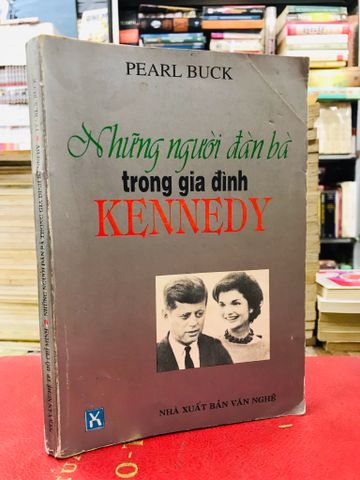 PEARL BUCK
Những người đàn bà
trong gia đình
KENNEDY
NHÀ XUẤT BẢN VĂN NGHỆ